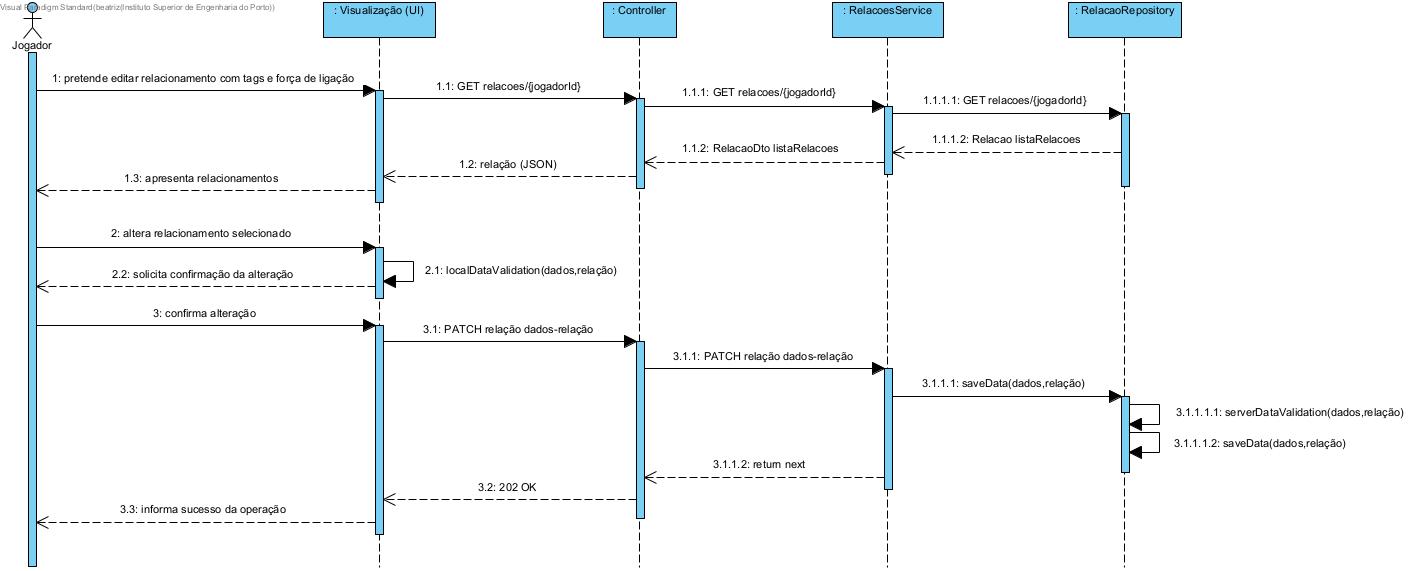 Visual Paradigm Standard(beatriz(Instituto Superior de Engenharia do Porto))
: Visualização (UI)
: Controller
: RelacoesService
: RelacaoRepository
Jogador
1: pretende editar relacionamento com tags e força de ligação
1.1: GET relacoes/{jogadorId}
1.1.1: GET relacoes/{jogadorId}
1.1.1.1: GET relacoes/{jogadorId}
1.1.1.2: Relacao listaRelacoes
1.1.2: RelacaoDto listaRelacoes
1.2: relação (JSON)
1.3: apresenta relacionamentos
2: altera relacionamento selecionado
2.1: localDataValidation(dados,relação)
2.2: solicita confirmação da alteração
3: confirma alteração
3.1: PATCH relação dados-relação
3.1.1: PATCH relação dados-relação
3.1.1.1: saveData(dados,relação)
3.1.1.1.1: serverDataValidation(dados,relação)
3.1.1.1.2: saveData(dados,relação)
3.1.1.2: return next
3.2: 202 OK
3.3: informa sucesso da operação